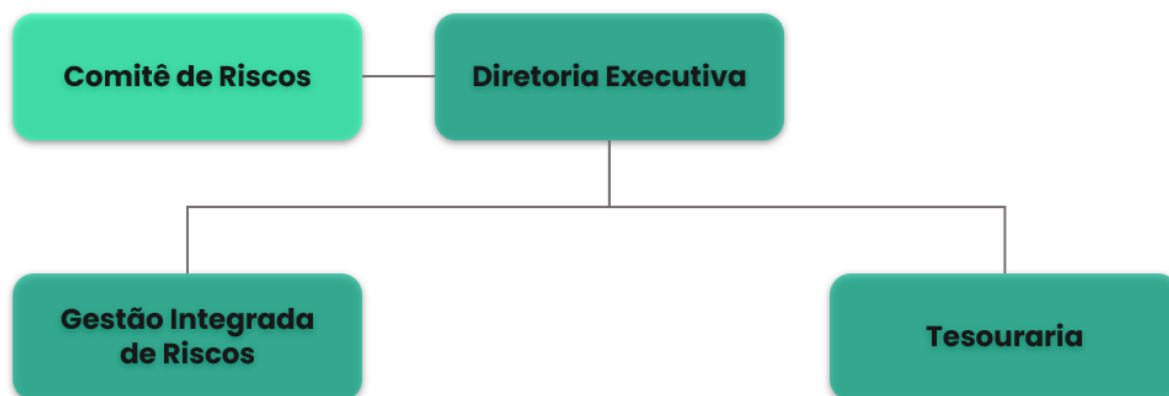 Comitê de Riscos
Diretoria Executiva
Gestão Integrada
de Riscos
Tesouraria